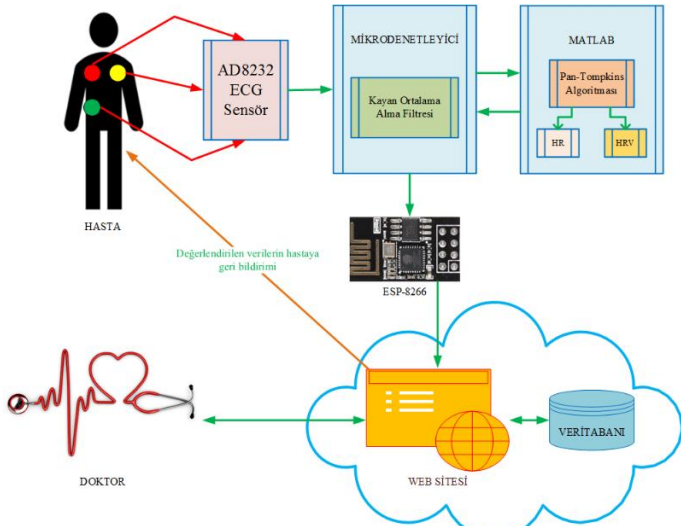 MİKRODENETLEYİCİ
MATLAB
AD8232
ECG
Sensör
Kayan Ortalama
Alma Filtresi
Pan-Tompkins
Algoritması
HR
HRV
HASTA
Değerlendirilen verilerin hastaya
geri bildirimi
ESP-8266
VERİTABANI
DOKTOR
WEB SİTESİ